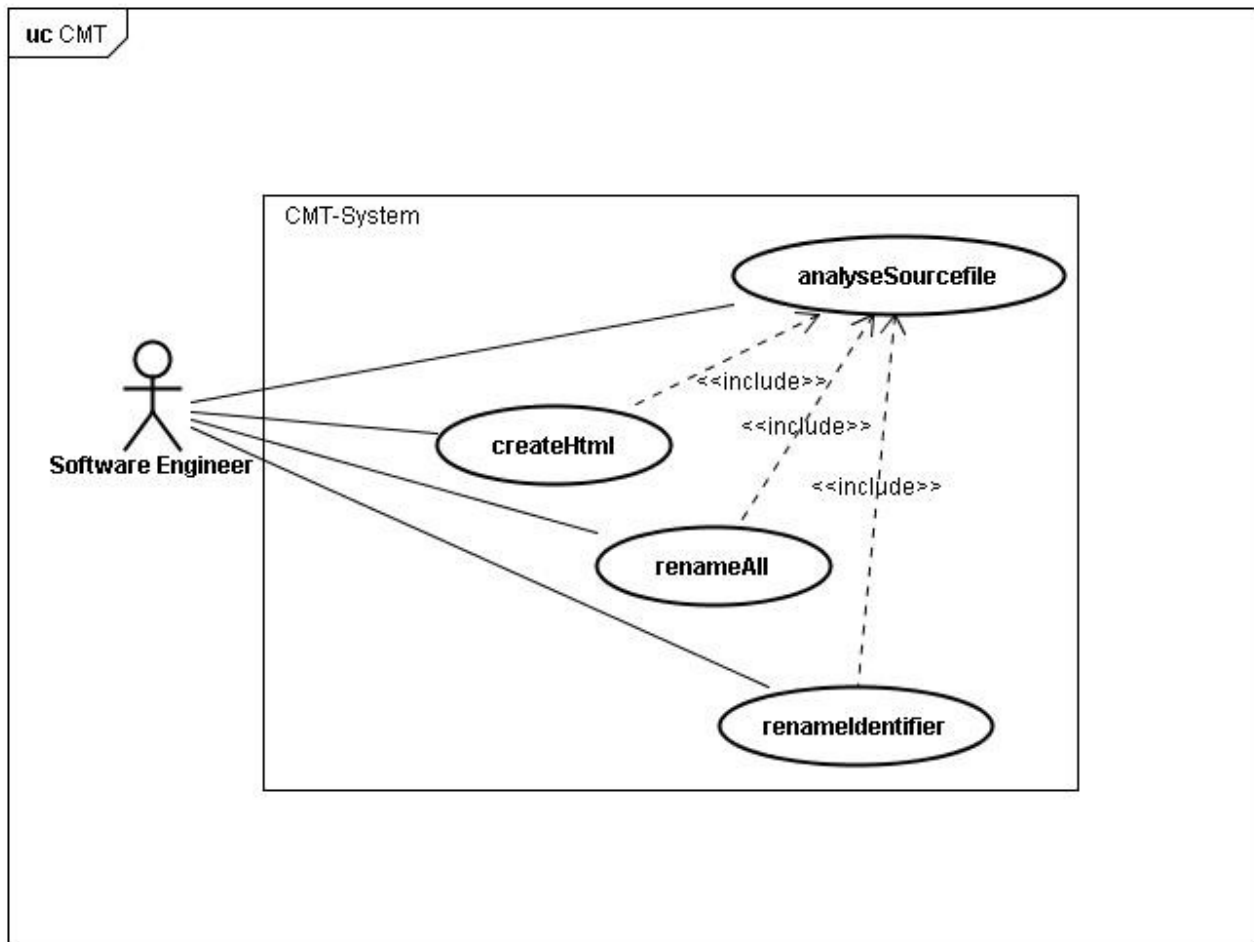 uc CMT
CMT-System
analyseSourcefile
<<include>>
<<include>>
createHtml
Software Engineer
<<include>>
renameAll
renameIdentifier